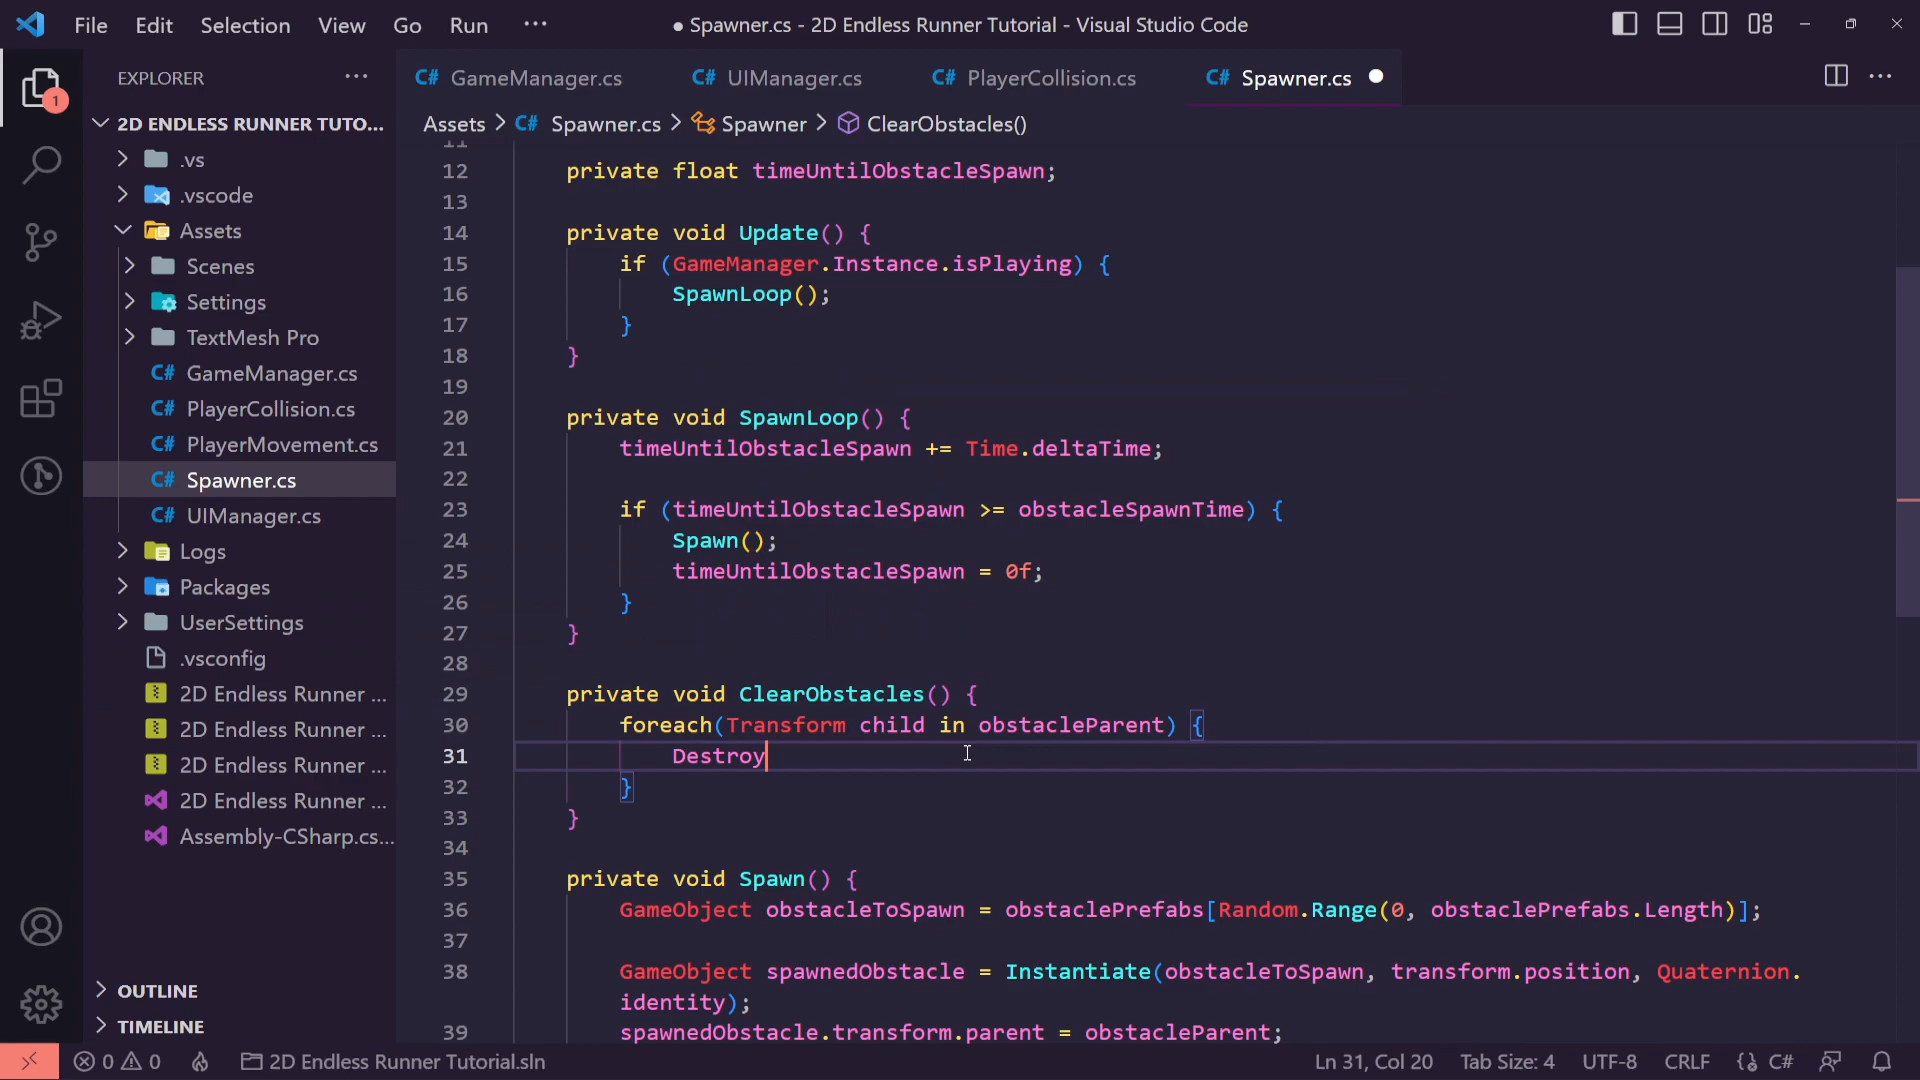 File Edit Selection View Go Run ··· ● Spawner.cs - 2D Endless Runner Tutorial - Visual Studio Code
EXPLORER ···
C# GameManager.cs C# UIManager.cs C# PlayerCollision.cs C# Spawner.cs ● ···
1
Assets > C# Spawner.cs > Spawner > ClearObstacles()
2D ENDLESS RUNNER TUTO...
.vs
.vscode
Assets
Scenes
Settings
TextMesh Pro
C# GameManager.cs
C# PlayerCollision.cs
C# PlayerMovement.cs
C# Spawner.cs
C# UIManager.cs
Logs
Packages
UserSettings
.vsconfig
2D Endless Runner ...
2D Endless Runner ...
2D Endless Runner ...
2D Endless Runner ...
Assembly-CSharp.cs...
OUTLINE
TIMELINE
11
12 private float timeUntilObstacleSpawn;
13
14 private void Update() {
15 if (GameManager.Instance.isPlaying) {
16 SpawnLoop();
17 }
18 }
19
20 private void SpawnLoop() {
21 timeUntilObstacleSpawn += Time.deltaTime;
22
23 if (timeUntilObstacleSpawn >= obstacleSpawnTime) {
24 Spawn();
25 timeUntilObstacleSpawn = 0f;
26 }
27 }
28
29 private void ClearObstacles() {
30 foreach(Transform child in obstacleParent) {
31 Destroy
32 }
33 }
34
35 private void Spawn() {
36 GameObject obstacleToSpawn = obstaclePrefabs[Random.Range(0, obstaclePrefabs.Length)];
37
38 GameObject spawnedObstacle = Instantiate(obstacleToSpawn, transform.position, Quaternion.
identity);
39 spawnedObstacle.transform.parent = obstacleParent;
0 0 2D Endless Runner Tutorial.sln Ln 31, Col 20 Tab Size: 4 UTF-8 CRLF C#